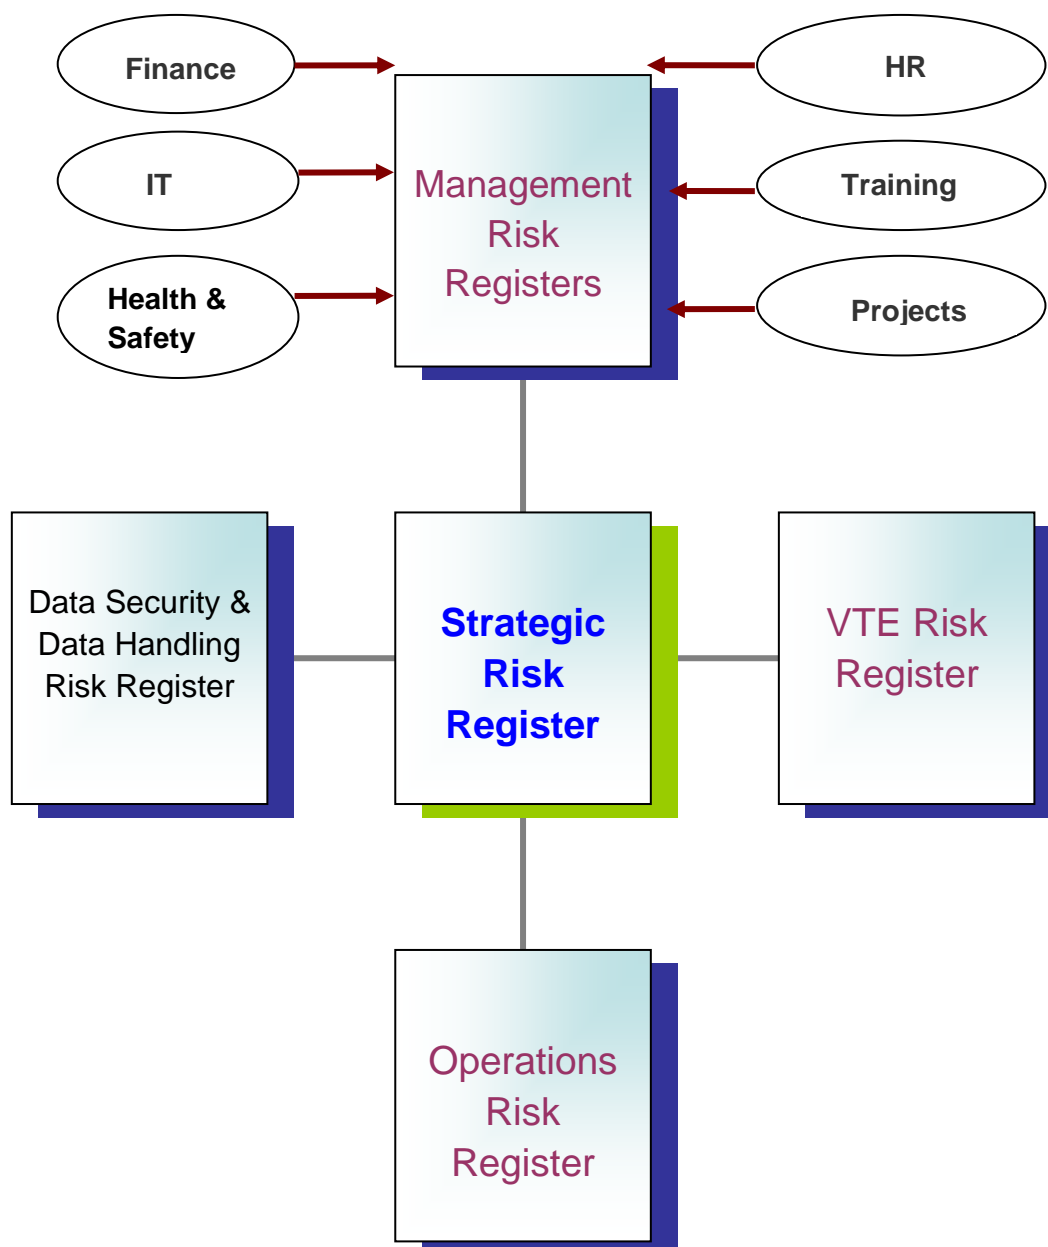 Finance
HR
IT
Management
Risk
Registers
Training
Health &
Safety
Projects
Data Security &
Data Handling
Risk Register
Strategic
Risk
Register
VTE Risk
Register
Operations
Risk
Register